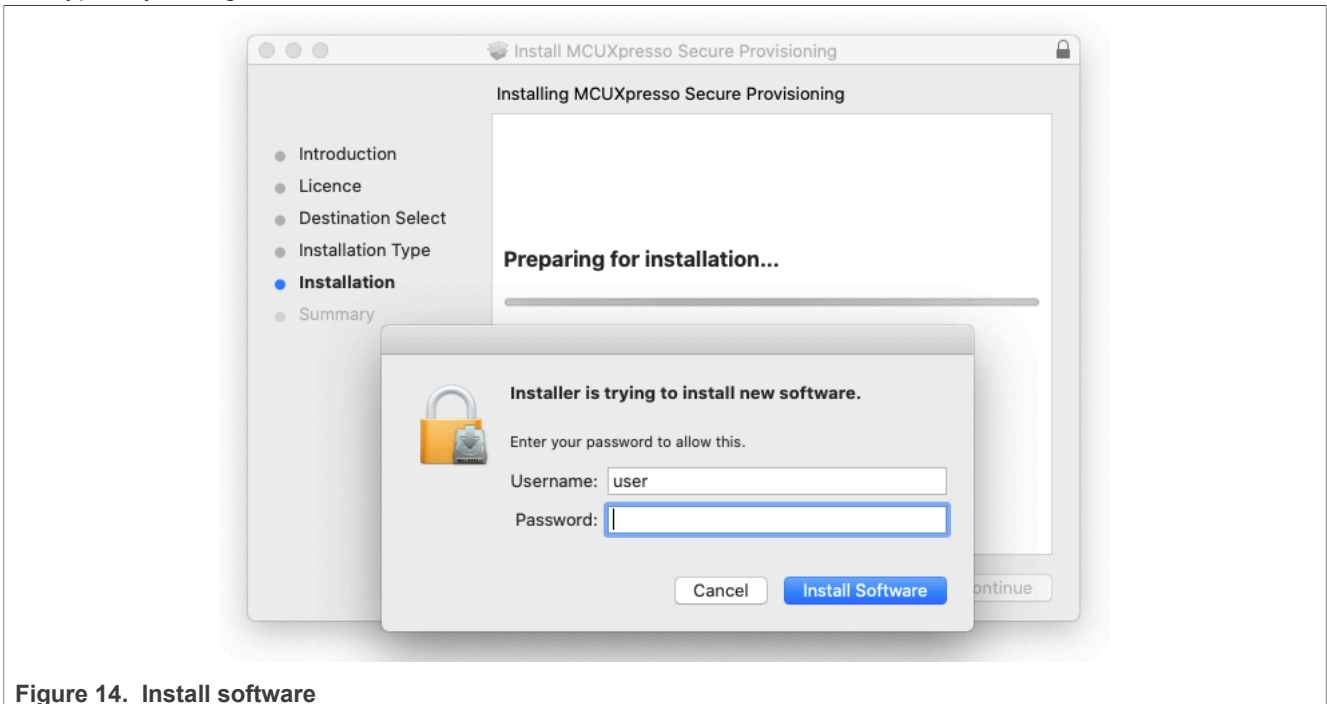 Install MCUXpresso Secure Provisioning
Installing MCUXpresso Secure Provisioning
Introduction
Licence
Destination Select
Installation Type
Installation
Summary
Preparing for installation...
Installer is trying to install new software.
Enter your password to allow this.
Username: user
Password:
Cancel Install Software
ontinue
Figure 14. Install software